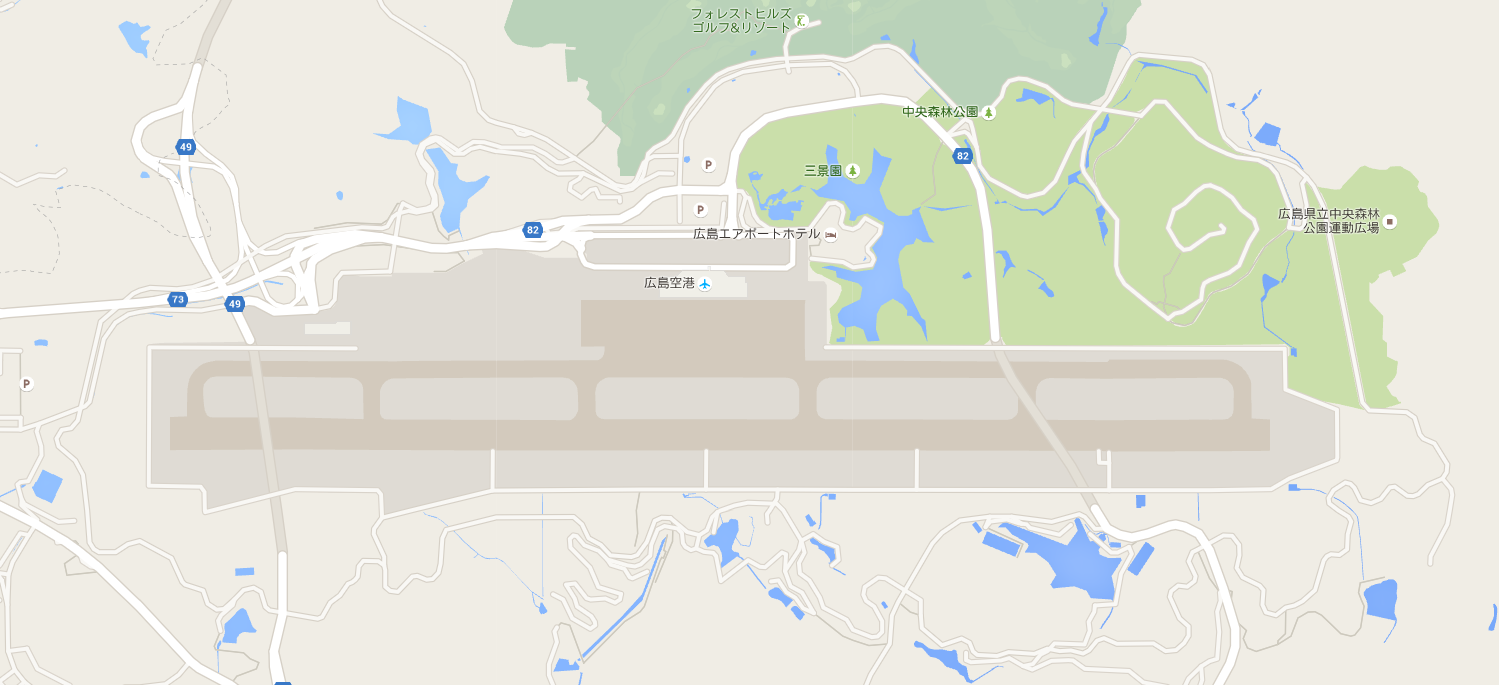 フォレストヒルズ
ゴルフ&リゾート
中央森林公園
49
82
P
三景園
P
広島県立中央森林
公園運動広場
82
広島エアポートホテル
広島空港
73
49
P